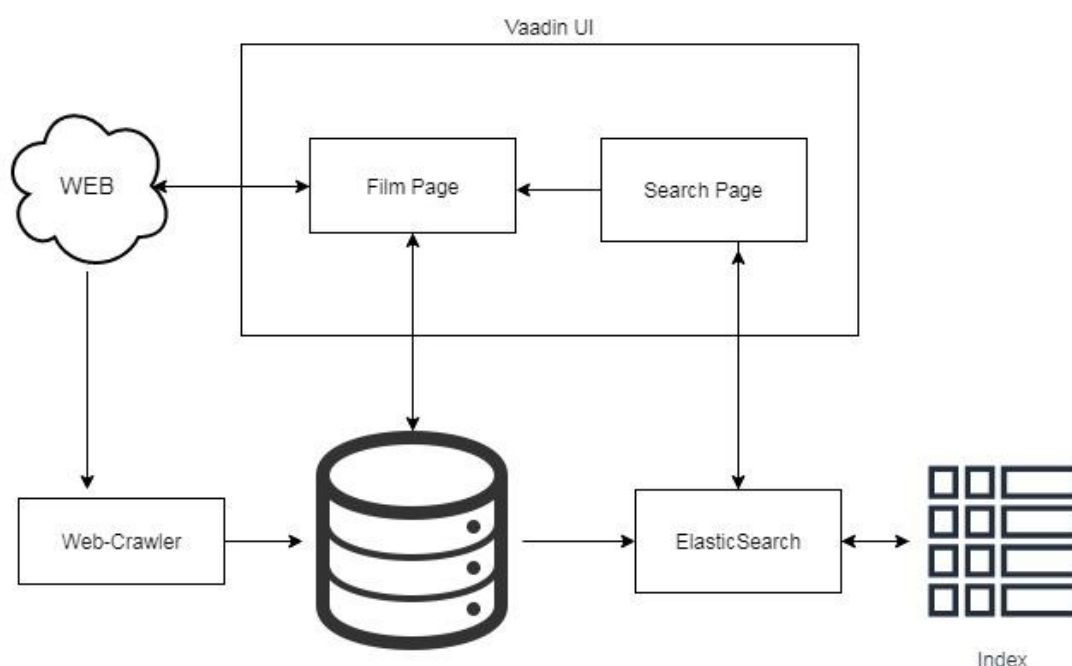 Vaadin UI
WEB
Film Page
Search Page
Web-Crawler
ElasticSearch
Index